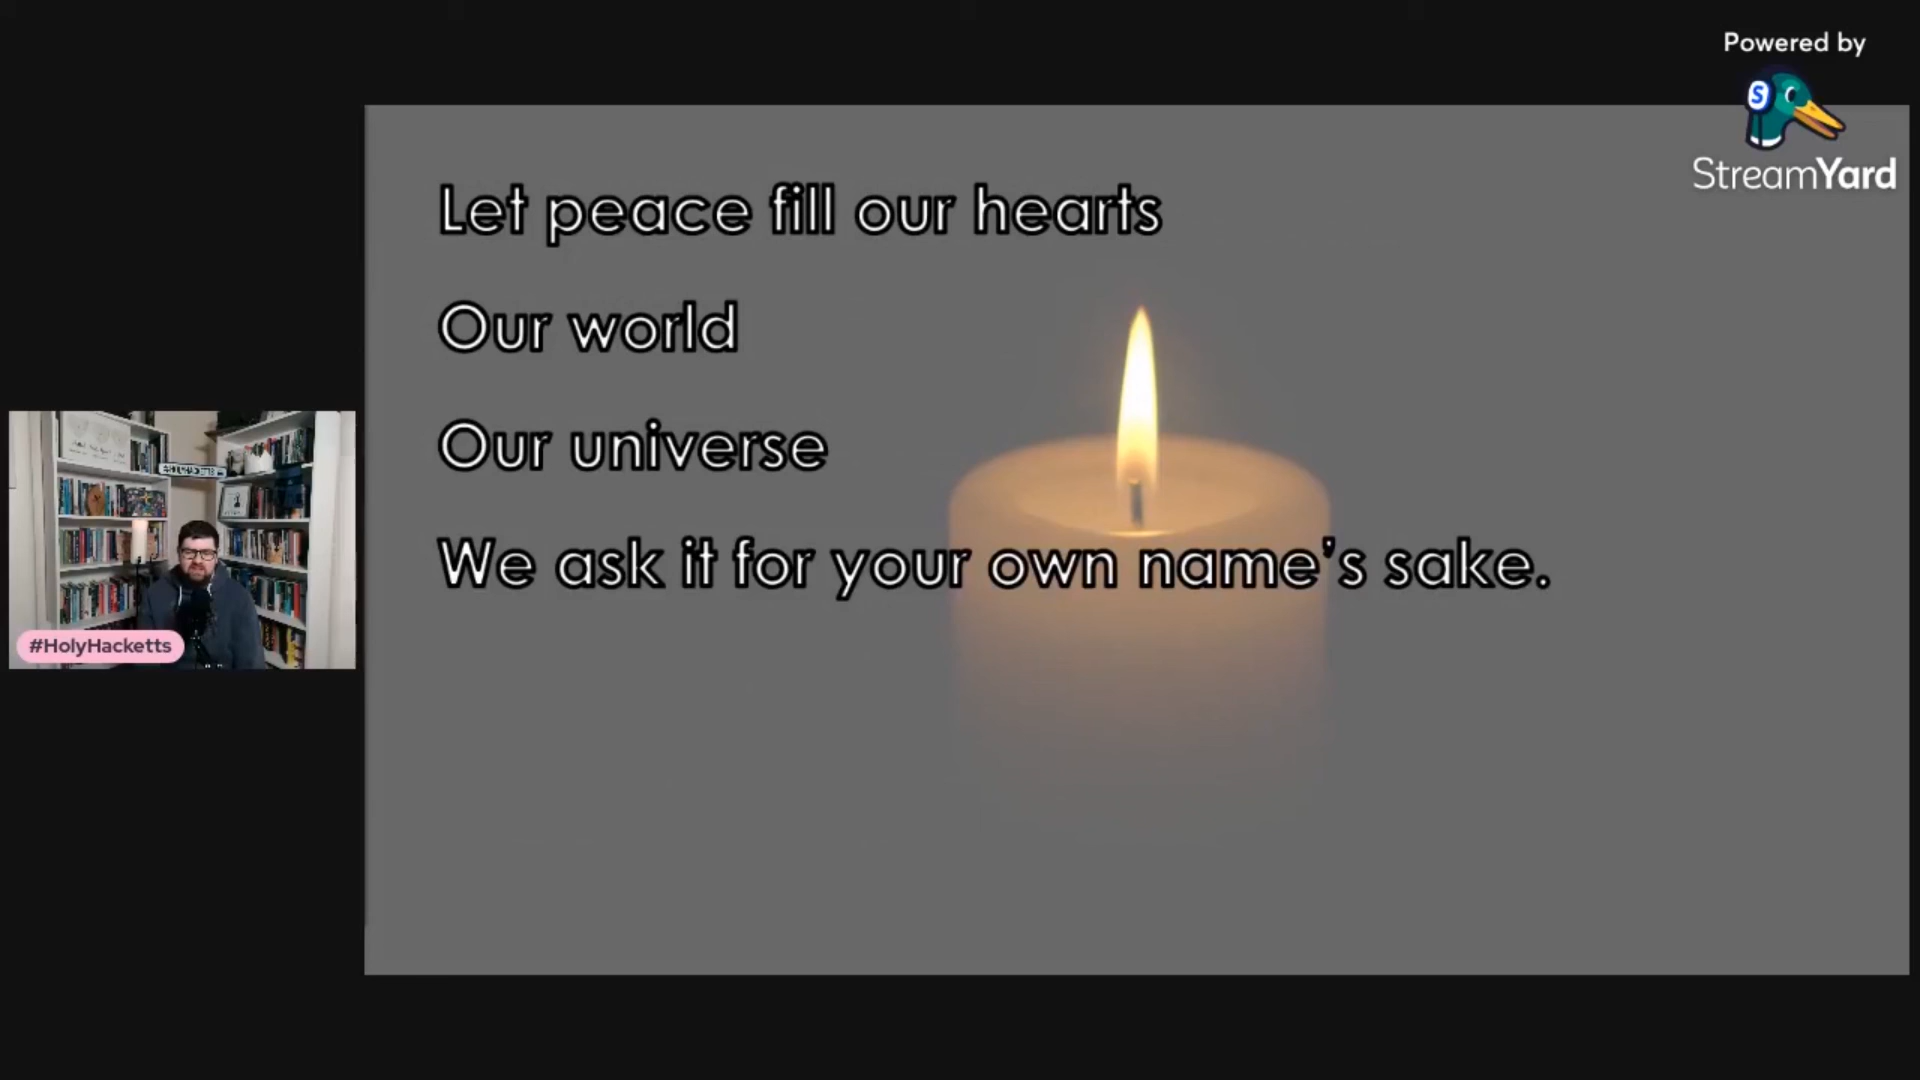 Powered by
StreamYard
Let peace fill our hearts
Our world
Our universe
We ask it for your own name's sake.
#HOLYHACKETTS
#HolyHacketts